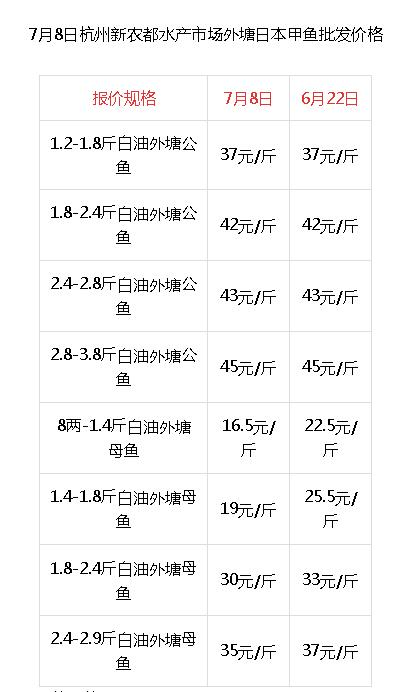 7月8日杭州新农都水产市场外塘日本甲鱼批发价格
报价规格 7月8日 6月22日
1.2-1.8斤白油外塘公
鱼 37元/斤 37元/斤
1.8-2.4斤白油外塘公
鱼 42元/斤 42元/斤
2.4-2.8斤白油外塘公
鱼 43元/斤 43元/斤
2.8-3.8斤白油外塘公
鱼 45元/斤 45元/斤
8两-1.4斤白油外塘 16.5元/ 22.5元/
母鱼 斤 斤
1.4-1.8斤白油外塘母 25.5元/
鱼 19元/斤 斤
1.8-2.4斤白油外塘母
鱼 30元/斤 33元/斤
2.4-2.9斤白油外塘母
鱼 35元/斤 37元/斤